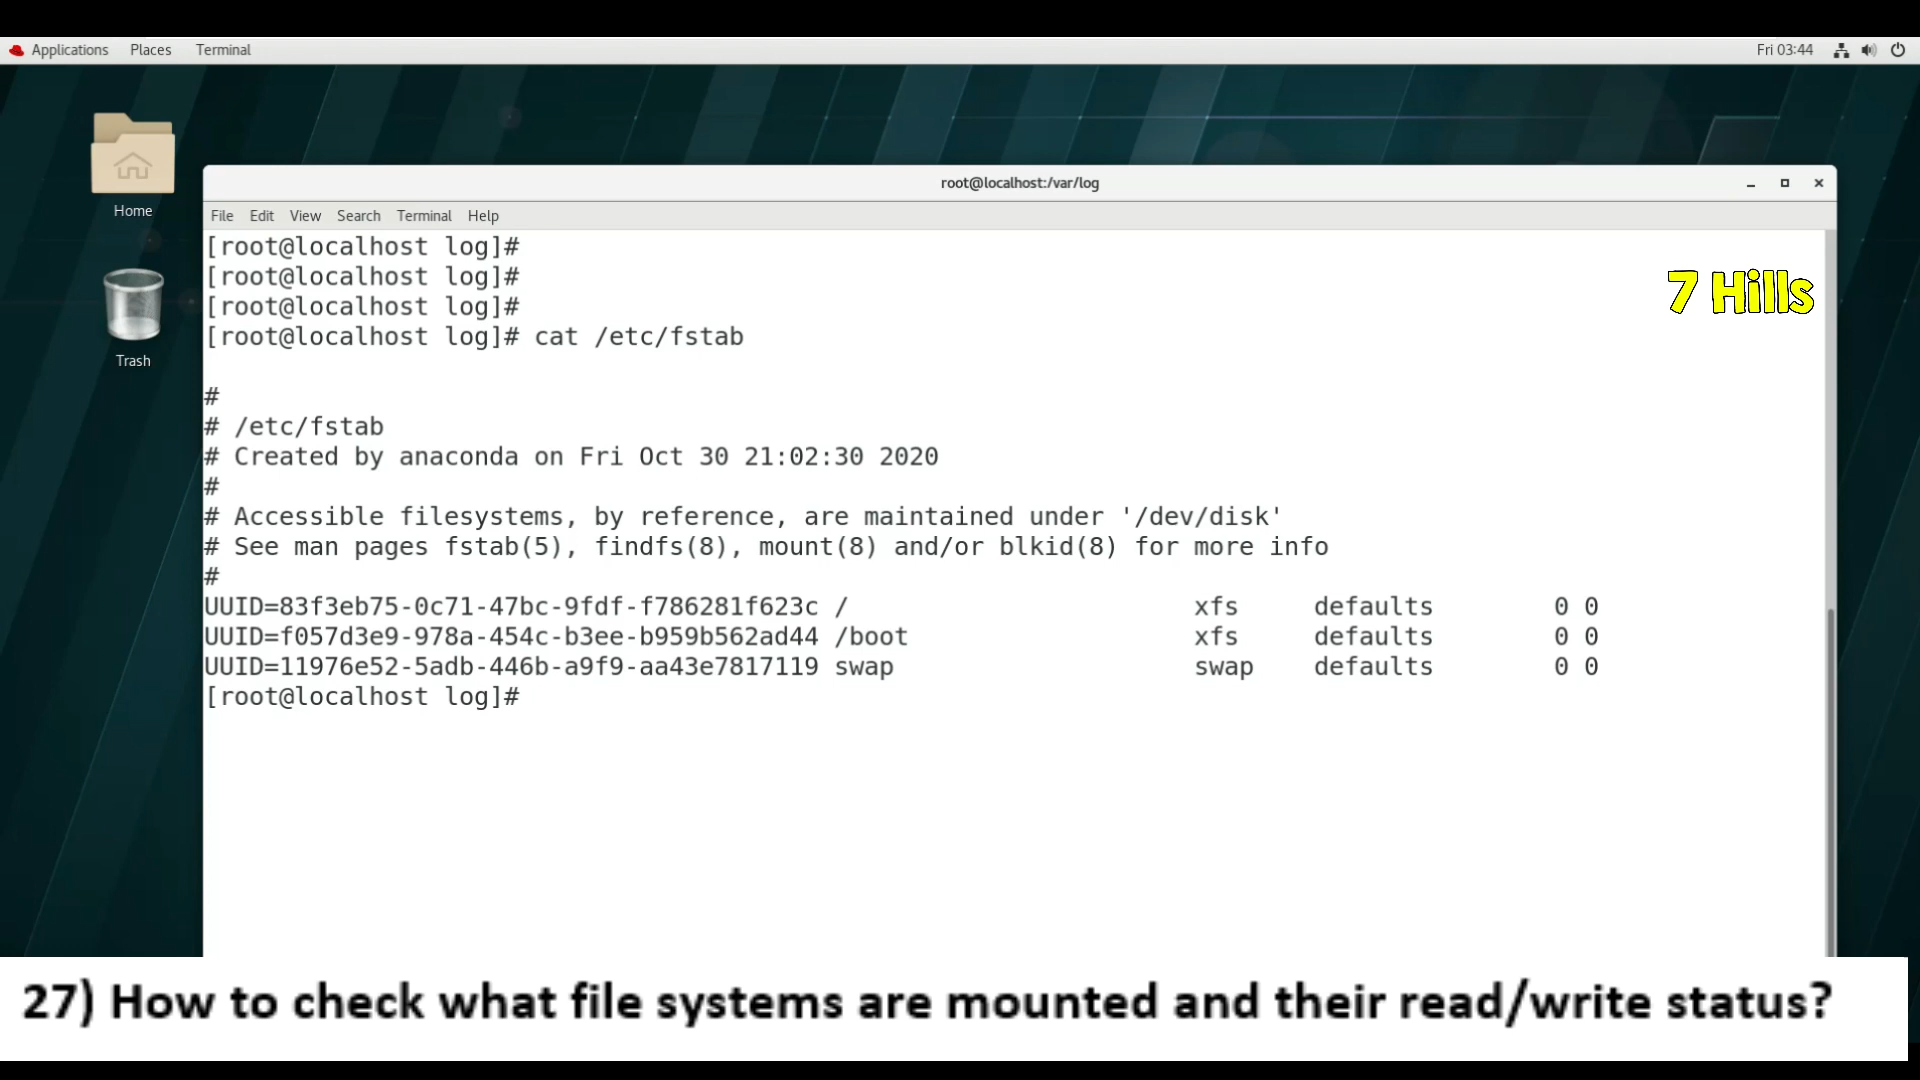 Applications Places Terminal Fri 03:44
Home
Trash
root@localhost:/var/log
File Edit View Search Terminal Help
[root@localhost log]#
[root@localhost log]#
[root@localhost log]#
[root@localhost log]# cat /etc/fstab
7 Hills
#
# /etc/fstab
# Created by anaconda on Fri Oct 30 21:02:30 2020
#
# Accessible filesystems, by reference, are maintained under '/dev/disk'
# See man pages fstab(5), findfs(8), mount(8) and/or blkid(8) for more info
#
UUID=83f3eb75-0c71-47bc-9fdf-f786281f623c / xfs defaults 0 0
UUID=f057d3e9-978a-454c-b3ee-b959b562ad44 /boot xfs defaults 0 0
UUID=11976e52-5adb-446b-a9f9-aa43e7817119 swap swap defaults 0 0
[root@localhost log]#
27) How to check what file systems are mounted and their read/write status?